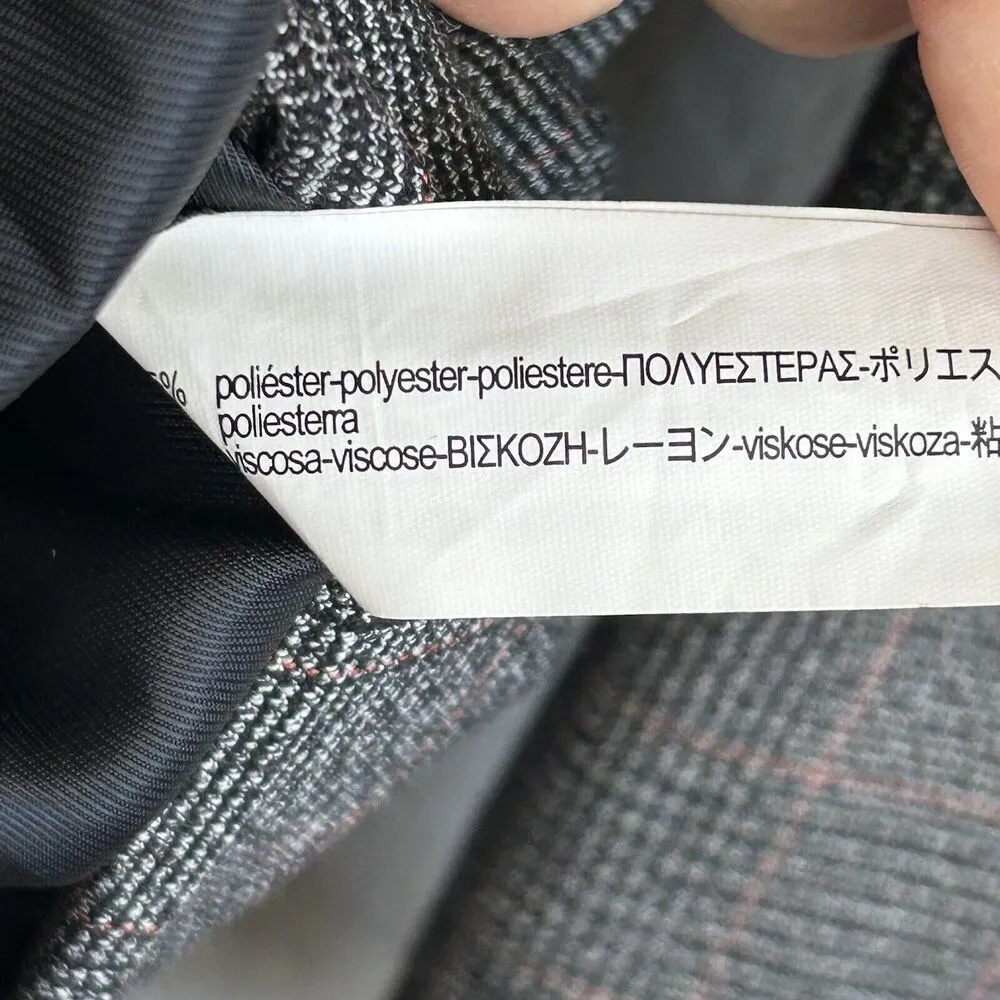 % poliéster-polyester-poliestere-ΠΟΛΥΕΣΤΕΡΑΣ-ポリエス
poliesterra
viscosa-viscose-ΒΙΣΚΟΖΗ-レーヨン-viskose-viskoza-粘